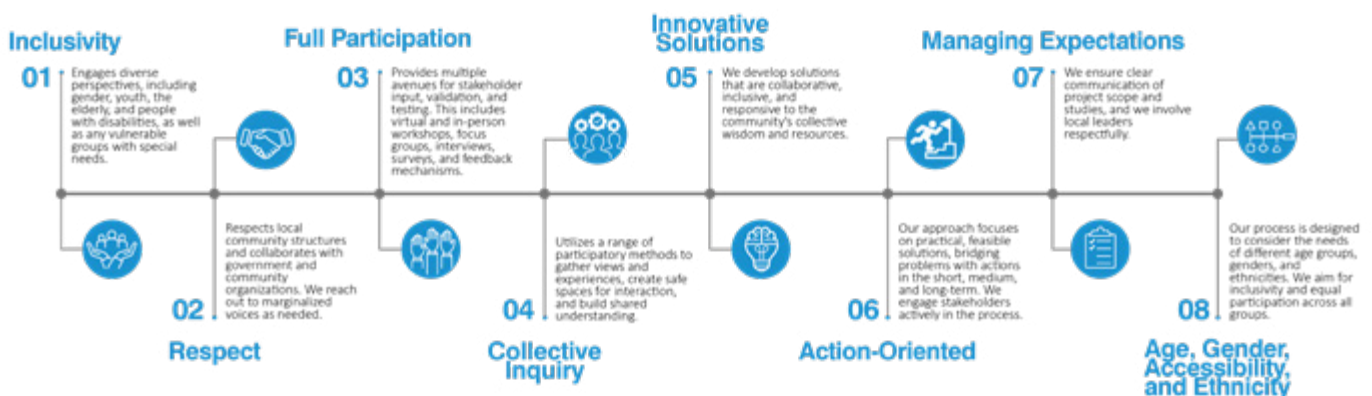 Inclusivity
01
Engages diverse
perspectives, including
gender, youth, the
elderly, and people
with disabilities, as well
as any vulnerable
groups with special
needs.
02
Respects local
community structures
and collaborates with
government and
community
organizations. We reach
out to marginalized
voices as needed.
Respect
Full Participation
03
Provides multiple
avenues for stakeholder
input, validation, and
testing. This includes
virtual and in-person
workshops, focus
groups, interviews,
surveys, and feedback
mechanisms.
04
Utilizes a range of
participatory methods to
gather views and
experiences, create safe
spaces for interaction,
and build shared
understanding.
Collective
Inquiry
Innovative
Solutions
05
We develop solutions
that are collaborative,
inclusive, and
responsive to the
community's collective
wisdom and resources.
06
Our approach focuses
on practical, feasible
solutions, bridging
problems with actions
in the short, medium,
and long-term. We
engage stakeholders
actively in the process.
Action-Oriented
Managing Expectations
07
We ensure clear
communication of
project scope and
studies, and we involve
local leaders
respectfully.
08
Our process is designed
to consider the needs
of different age groups,
genders, and
ethnicities. We aim for
inclusivity and equal
participation across all
groups.
Age, Gender,
Accessibility,
and Ethnicity